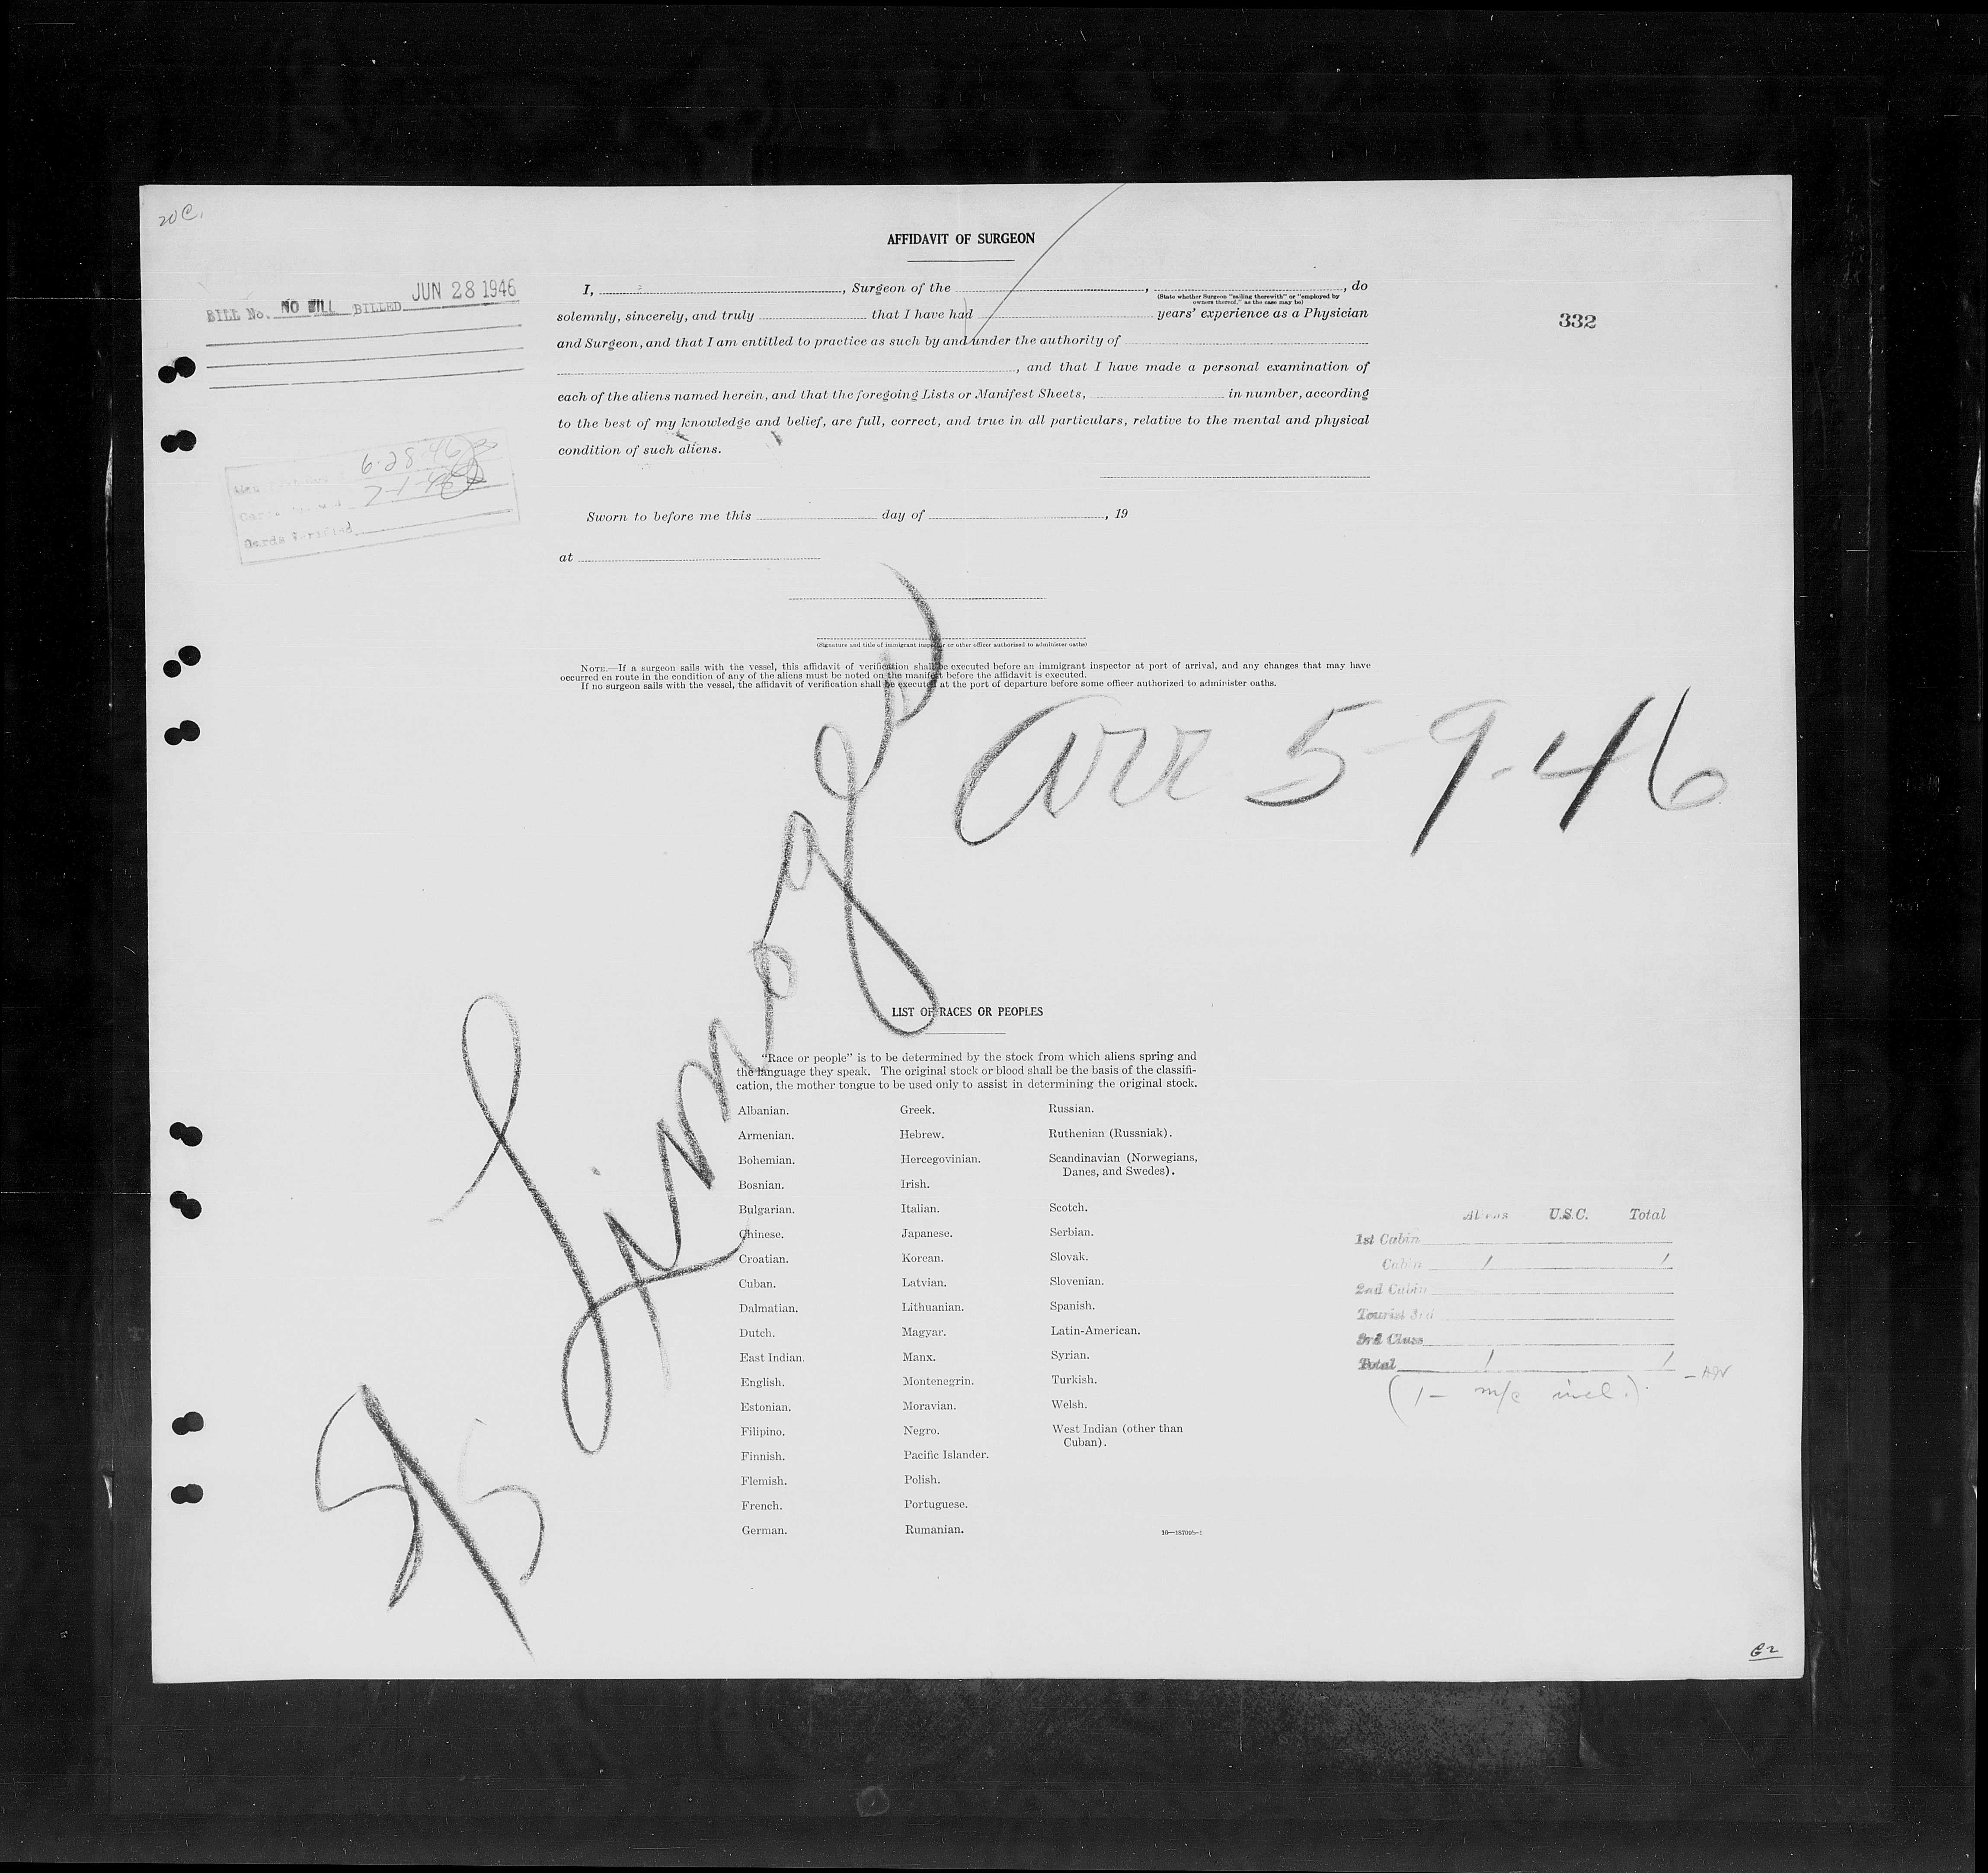 20 C.
AFFIDAVIT OF SURGEON
BILL No. NO BILL BILLED JUN 28 1946
I, , Surgeon of the , , do
(State whether Surgeon "sailing therewith" or "employed by
owners thereof," as the case may be)
solemnly, sincerely, and truly that I have had years' experience as a Physician
332
and Surgeon, and that I am entitled to practice as such by and under the authority of
, and that I have made a personal examination of
each of the aliens named herein, and that the foregoing Lists or Manifest Sheets, in number, according
to the best of my knowledge and belief, are full, correct, and true in all particulars, relative to the mental and physical
condition of such aliens.
6-28-46
7-1-46
Cards Verified
Sworn to before me this day of , 19
at
(Signature and title of immigrant inspector or other officer authorized to administer oaths)
NOTE.—If a surgeon sails with the vessel, this affidavit of verification shall be executed before an immigrant inspector at port of arrival, and any changes that may have
occurred en route in the condition of any of the aliens must be noted on the manifest before the affidavit is executed.
If no surgeon sails with the vessel, the affidavit of verification shall be executed at the port of departure before some officer authorized to administer oaths.
S/S Limoges
arr 5-9-46
LIST OF RACES OR PEOPLES
"Race or people" is to be determined by the stock from which aliens spring and
the language they speak. The original stock or blood shall be the basis of the classifi-
cation, the mother tongue to be used only to assist in determining the original stock.
Albanian.
Armenian.
Bohemian.
Bosnian.
Bulgarian.
Chinese.
Croatian.
Cuban.
Dalmatian.
Dutch.
East Indian.
English.
Estonian.
Filipino.
Finnish.
Flemish.
French.
German.
Greek.
Hebrew.
Hercegovinian.
Irish.
Italian.
Japanese.
Korean.
Latvian.
Lithuanian.
Magyar.
Manx.
Montenegrin.
Moravian.
Negro.
Pacific Islander.
Polish.
Portuguese.
Rumanian.
Russian.
Ruthenian (Russniak).
Scandinavian (Norwegians,
Danes, and Swedes).
Scotch.
Serbian.
Slovak.
Slovenian.
Spanish.
Latin-American.
Syrian.
Turkish.
Welsh.
West Indian (other than
Cuban).
Aliens U.S.C. Total
1st Cabin
Cabin 1 1
2nd Cabin
Tourist 3rd
3rd Class
Total 1 1
(1- m/c incl.)